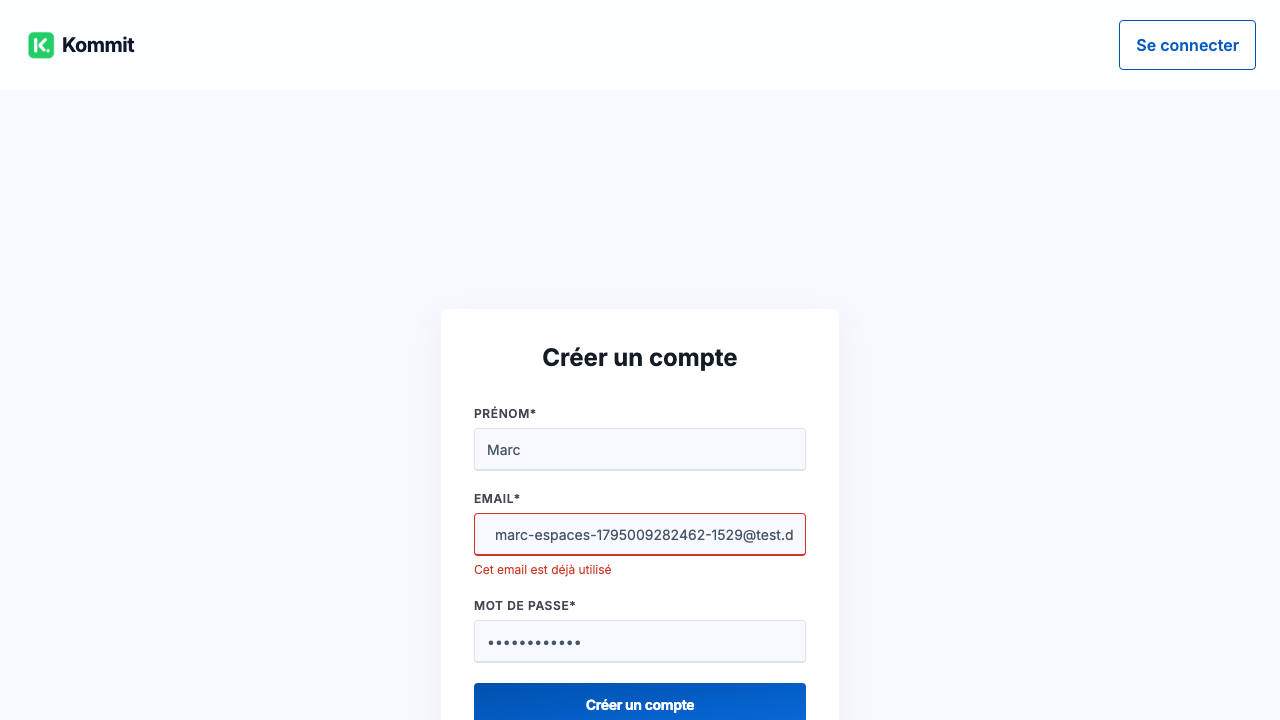 Kommit
Se connecter
Créer un compte
PRÉNOM*
Marc
EMAIL*
marc-espaces-1795009282462-1529@test.d
Cet email est déjà utilisé
MOT DE PASSE*
••••••••••••
Créer un compte